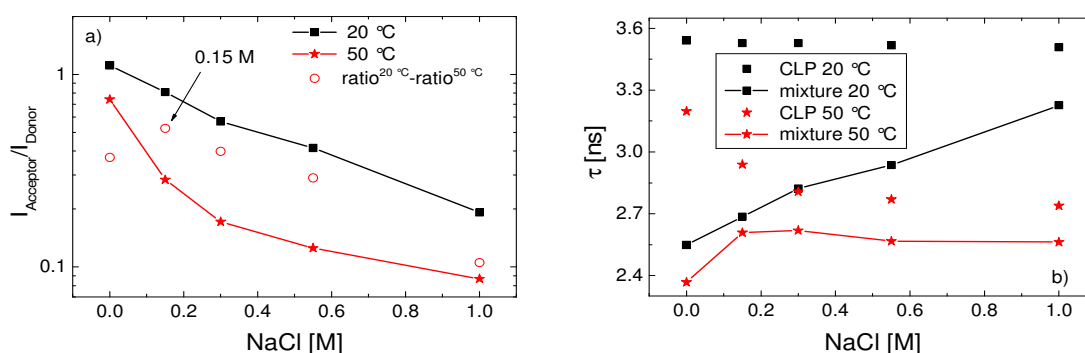 a)
20 °C
50 °C
ratio20 °C-ratio50 °C
0.15 M
1
0.1
IAcceptor/IDonor
0.0 0.2 0.4 0.6 0.8 1.0
NaCl [M]
3.6
3.3
3.0
2.7
2.4
τ [ns]
CLP 20 °C
mixture 20 °C
CLP 50 °C
mixture 50 °C
b)
0.0 0.2 0.4 0.6 0.8 1.0
NaCl [M]